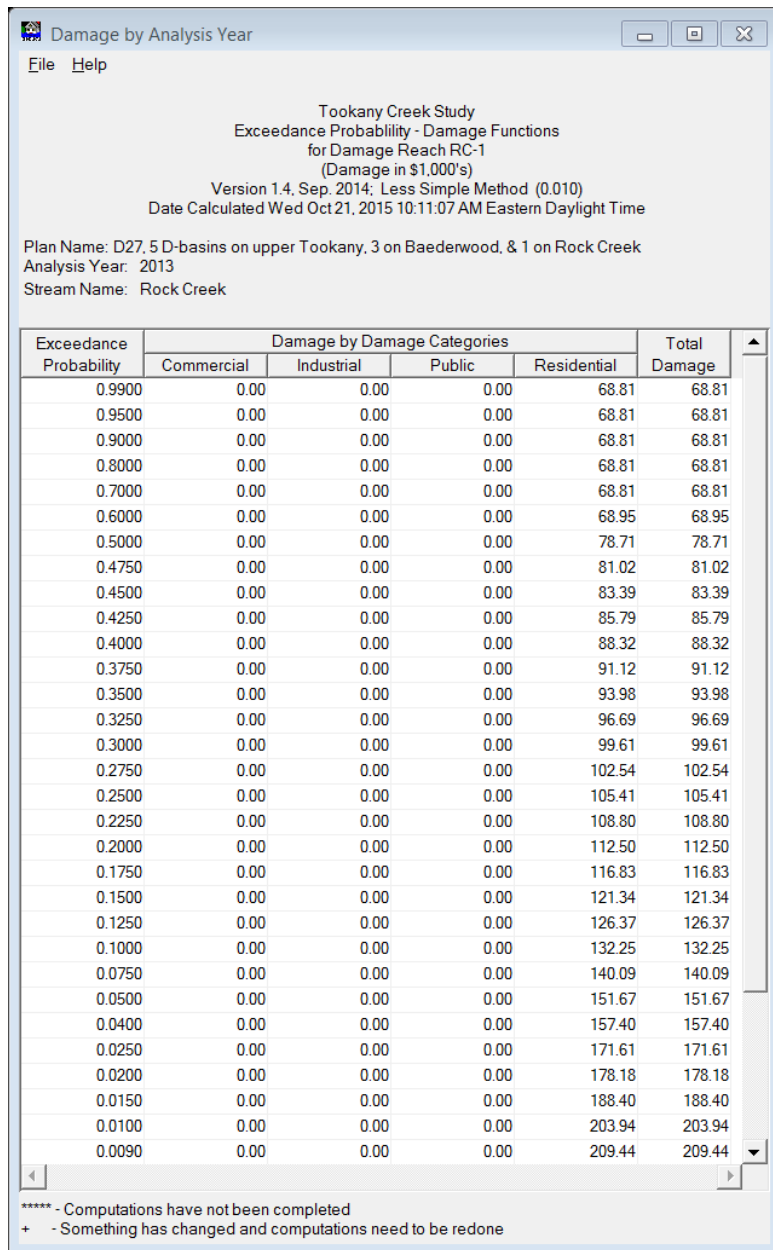 Damage by Analysis Year
File Help
Tookany Creek Study
Exceedance Probablility - Damage Functions
for Damage Reach RC-1
(Damage in $1,000's)
Version 1.4, Sep. 2014; Less Simple Method (0.010)
Date Calculated Wed Oct 21, 2015 10:11:07 AM Eastern Daylight Time
Plan Name: D27, 5 D-basins on upper Tookany, 3 on Baederwood, & 1 on Rock Creek
Analysis Year: 2013
Stream Name: Rock Creek
Exceedance Damage by Damage Categories Total
Probability Commercial Industrial Public Residential Damage
0.9900 0.00 0.00 0.00 68.81 68.81
0.9500 0.00 0.00 0.00 68.81 68.81
0.9000 0.00 0.00 0.00 68.81 68.81
0.8000 0.00 0.00 0.00 68.81 68.81
0.7000 0.00 0.00 0.00 68.81 68.81
0.6000 0.00 0.00 0.00 68.95 68.95
0.5000 0.00 0.00 0.00 78.71 78.71
0.4750 0.00 0.00 0.00 81.02 81.02
0.4500 0.00 0.00 0.00 83.39 83.39
0.4250 0.00 0.00 0.00 85.79 85.79
0.4000 0.00 0.00 0.00 88.32 88.32
0.3750 0.00 0.00 0.00 91.12 91.12
0.3500 0.00 0.00 0.00 93.98 93.98
0.3250 0.00 0.00 0.00 96.69 96.69
0.3000 0.00 0.00 0.00 99.61 99.61
0.2750 0.00 0.00 0.00 102.54 102.54
0.2500 0.00 0.00 0.00 105.41 105.41
0.2250 0.00 0.00 0.00 108.80 108.80
0.2000 0.00 0.00 0.00 112.50 112.50
0.1750 0.00 0.00 0.00 116.83 116.83
0.1500 0.00 0.00 0.00 121.34 121.34
0.1250 0.00 0.00 0.00 126.37 126.37
0.1000 0.00 0.00 0.00 132.25 132.25
0.0750 0.00 0.00 0.00 140.09 140.09
0.0500 0.00 0.00 0.00 151.67 151.67
0.0400 0.00 0.00 0.00 157.40 157.40
0.0250 0.00 0.00 0.00 171.61 171.61
0.0200 0.00 0.00 0.00 178.18 178.18
0.0150 0.00 0.00 0.00 188.40 188.40
0.0100 0.00 0.00 0.00 203.94 203.94
0.0090 0.00 0.00 0.00 209.44 209.44
***** - Computations have not been completed
+ - Something has changed and computations need to be redone